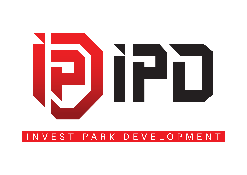 iPD
INVEST PARK DEVELOPMENT